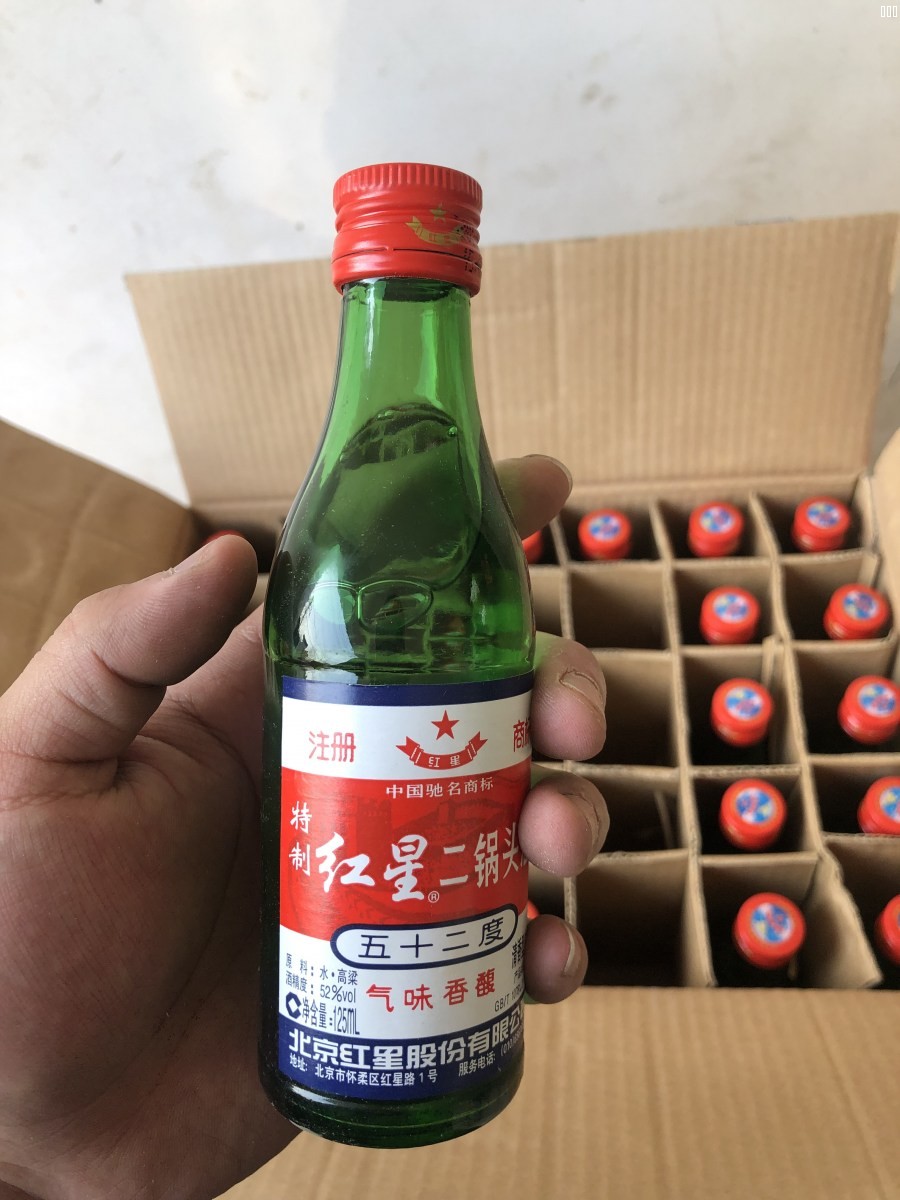 注册
红星
中国驰名商标
特制
红星®二锅头
五十二度
原料:水·高粱
酒精度:52%vol
净含量:125mL
气味香馥
GB/T
北京红星股份有限公
地址:北京市怀柔区红星路1号
服务电话: